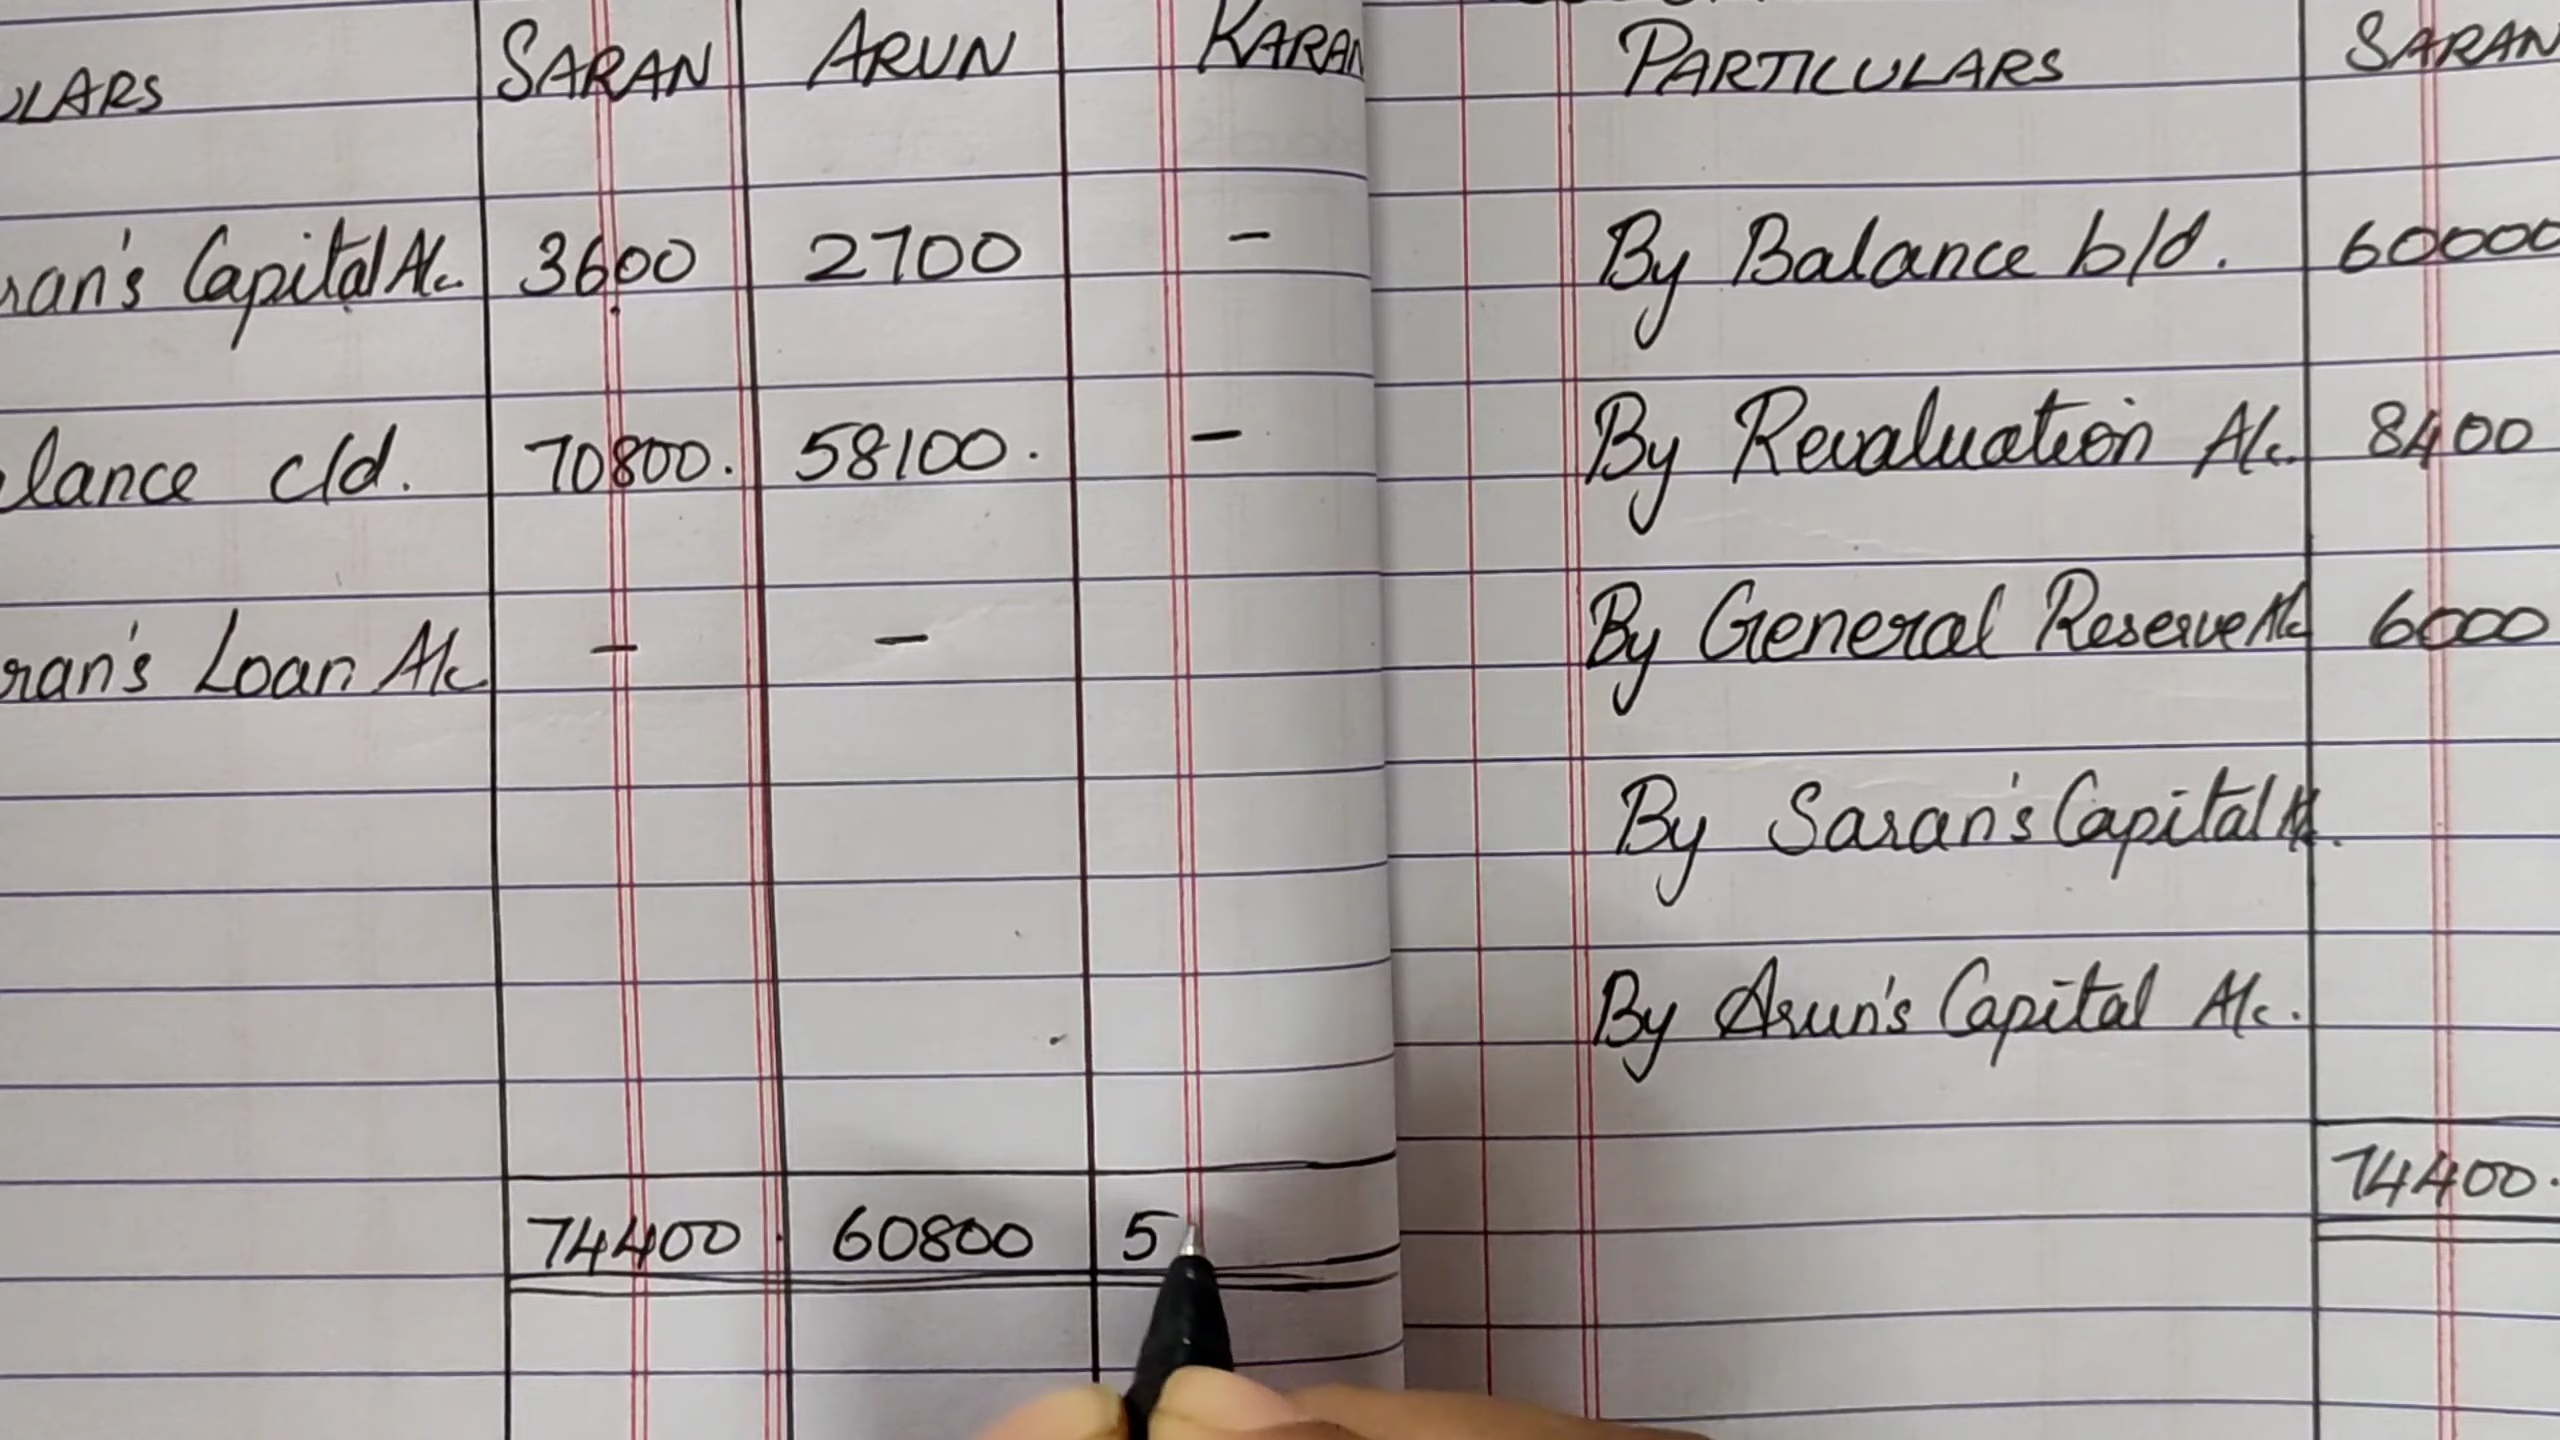 ULARS SARAN ARUN KARAN
ran's Capital A/c. 3600 2700 -
lance c/d. 70800. 58100. -
ran's Loan A/c - -
74400. 60800 5
PARTICULARS SARAN
By Balance b/d. 60000
By Revaluation A/c. 8400
By General Reserve A/c 6000
By Saran's Capital A/c.
By Arun's Capital A/c.
74400.